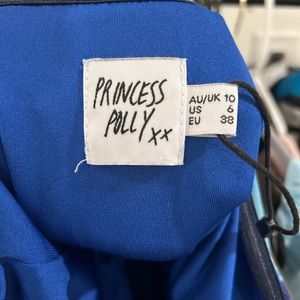 PRINCESS
POLLY xx
AU/UK 10
US 6
EU 38